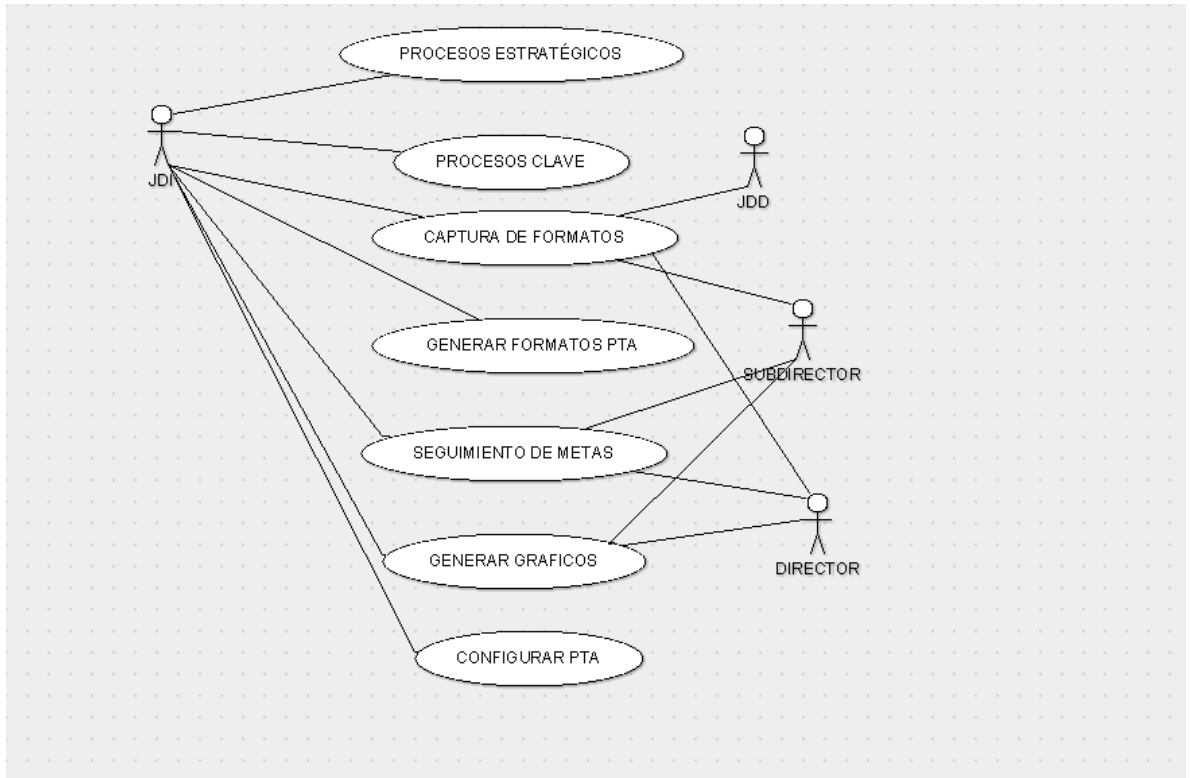 PROCESOS ESTRATÉGICOS
JDI
PROCESOS CLAVE
JDD
CAPTURA DE FORMATOS
GENERAR FORMATOS PTA
SUBDIRECTOR
SEGUIMIENTO DE METAS
GENERAR GRAFICOS
DIRECTOR
CONFIGURAR PTA